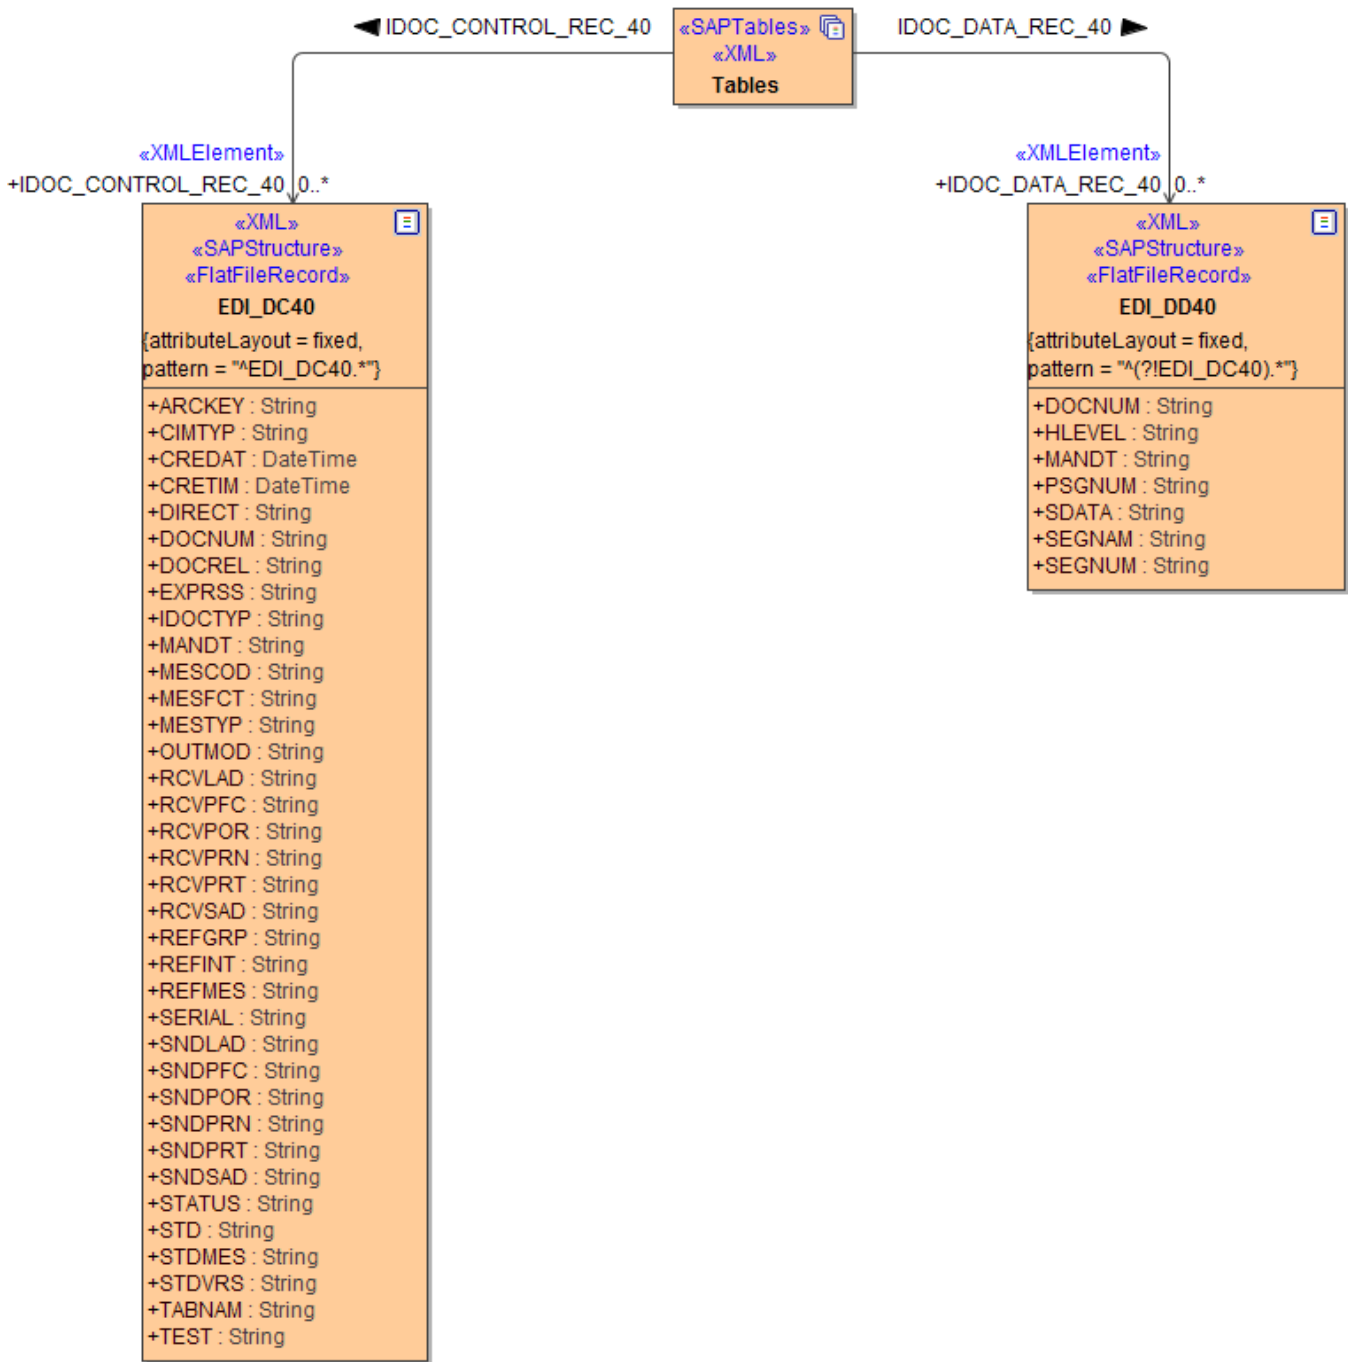 IDOC_CONTROL_REC_40
«SAPTables»
IDOC_DATA_REC_40
«XML»
Tables
«XMLElement»
+IDOC_CONTROL_REC_40 0..*
«XML»
«SAPStructure»
«FlatFileRecord»
EDI_DC40
{attributeLayout = fixed,
pattern = "^EDI_DC40.*"}
+ARCKEY : String
+CIMTYP : String
+CREDAT : DateTime
+CRETIM : DateTime
+DIRECT : String
+DOCNUM : String
+DOCREL : String
+EXPRSS : String
+IDOCTYP : String
+MANDT : String
+MESCOD : String
+MESFCT : String
+MESTYP : String
+OUTMOD : String
+RCVLAD : String
+RCVPFC : String
+RCVPOR : String
+RCVPRN : String
+RCVPRT : String
+RCVSAD : String
+REFGRP : String
+REFINT : String
+REFMES : String
+SERIAL : String
+SNDLAD : String
+SNDPFC : String
+SNDPOR : String
+SNDPRN : String
+SNDPRT : String
+SNDSAD : String
+STATUS : String
+STD : String
+STDMES : String
+STDVRS : String
+TABNAM : String
+TEST : String
«XMLElement»
+IDOC_DATA_REC_40 0..*
«XML»
«SAPStructure»
«FlatFileRecord»
EDI_DD40
{attributeLayout = fixed,
pattern = "^(?!EDI_DC40).*"}
+DOCNUM : String
+HLEVEL : String
+MANDT : String
+PSGNUM : String
+SDATA : String
+SEGNAM : String
+SEGNUM : String